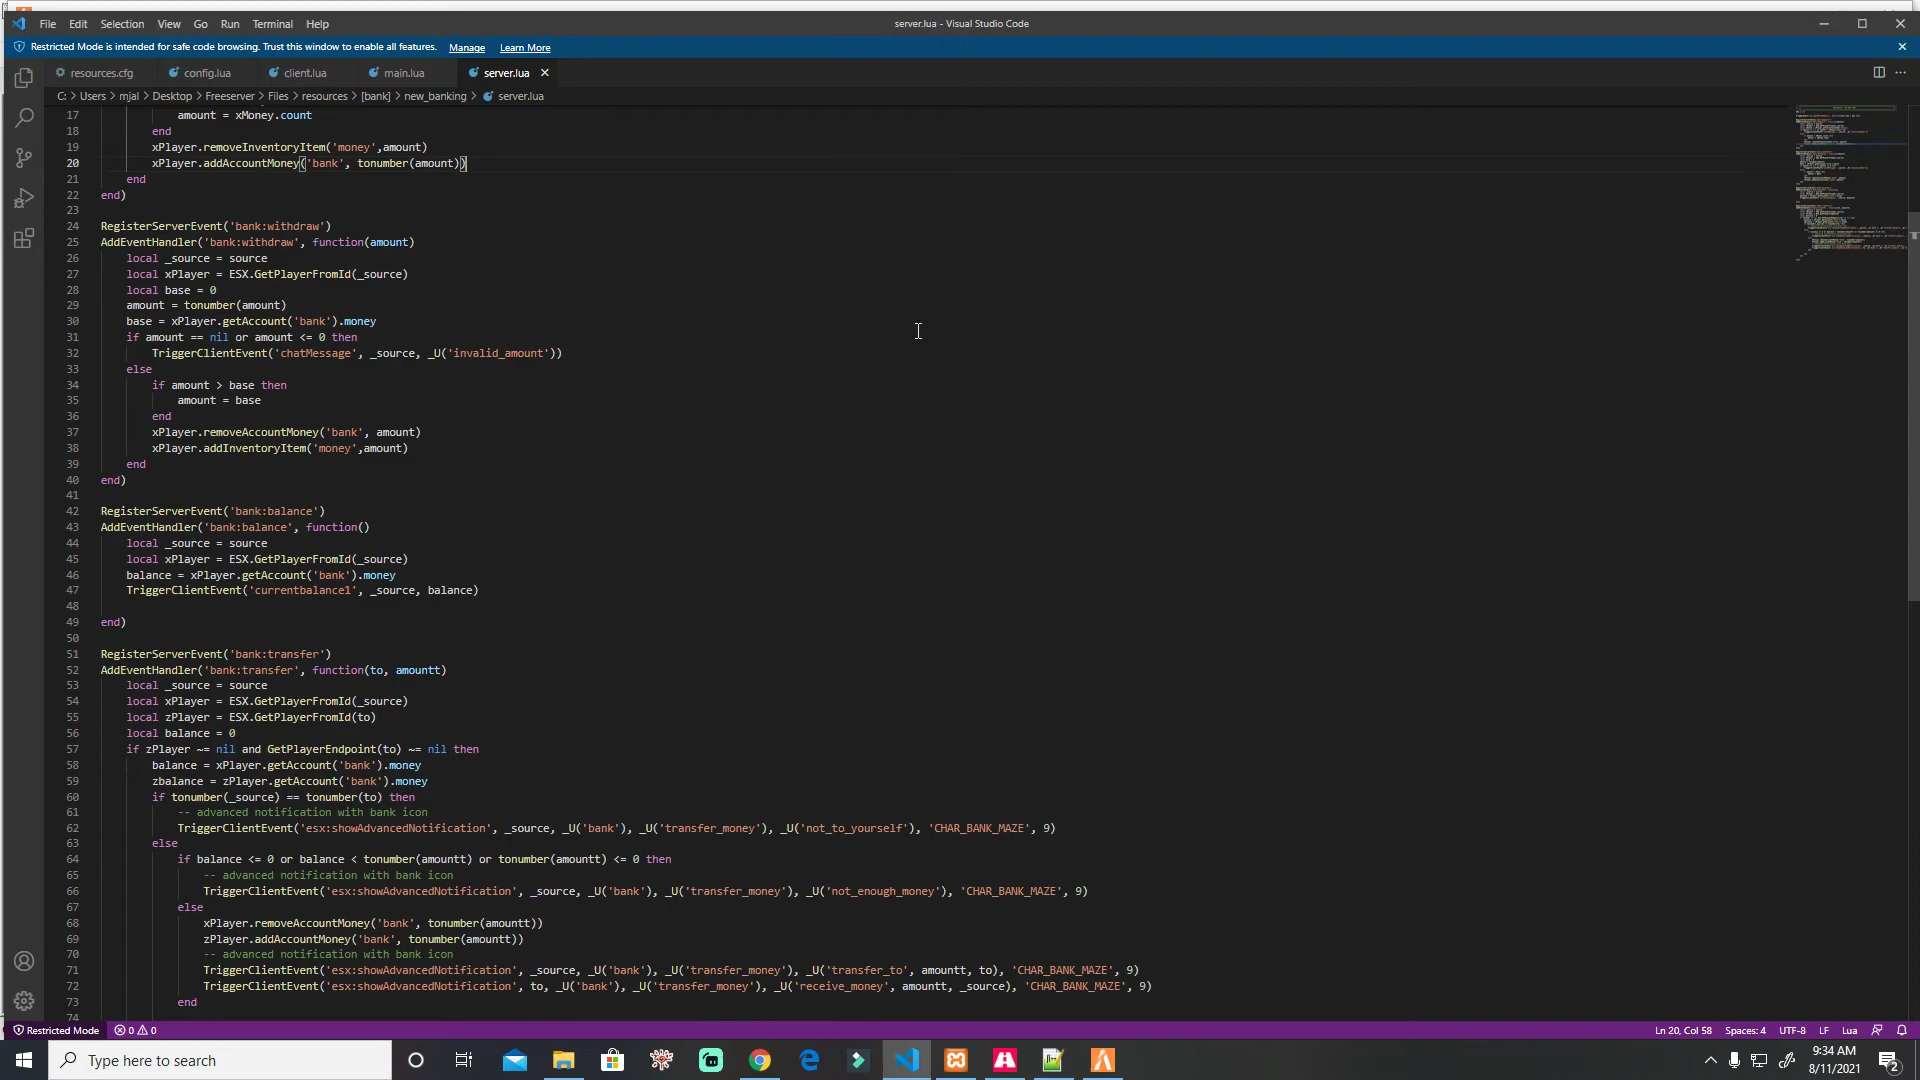 File Edit Selection View Go Run Terminal Help
server.lua - Visual Studio Code
Restricted Mode is intended for safe code browsing. Trust this window to enable all features. Manage Learn More
resources.cfg config.lua client.lua main.lua server.lua
C: > Users > mjal > Desktop > Freeserver > Files > resources > [bank] > new_banking > server.lua
17 amount = xMoney.count
18 end
19 xPlayer.removeInventoryItem('money',amount)
20 xPlayer.addAccountMoney('bank', tonumber(amount))
21 end
22 end)
23
24 RegisterServerEvent('bank:withdraw')
25 AddEventHandler('bank:withdraw', function(amount)
26 local _source = source
27 local xPlayer = ESX.GetPlayerFromId(_source)
28 local base = 0
29 amount = tonumber(amount)
30 base = xPlayer.getAccount('bank').money
31 if amount == nil or amount <= 0 then
32 TriggerClientEvent('chatMessage', _source, _U('invalid_amount'))
33 else
34 if amount > base then
35 amount = base
36 end
37 xPlayer.removeAccountMoney('bank', amount)
38 xPlayer.addInventoryItem('money',amount)
39 end
40 end)
41
42 RegisterServerEvent('bank:balance')
43 AddEventHandler('bank:balance', function()
44 local _source = source
45 local xPlayer = ESX.GetPlayerFromId(_source)
46 balance = xPlayer.getAccount('bank').money
47 TriggerClientEvent('currentbalance1', _source, balance)
48
49 end)
50
51 RegisterServerEvent('bank:transfer')
52 AddEventHandler('bank:transfer', function(to, amountt)
53 local _source = source
54 local xPlayer = ESX.GetPlayerFromId(_source)
55 local zPlayer = ESX.GetPlayerFromId(to)
56 local balance = 0
57 if zPlayer ~= nil and GetPlayerEndpoint(to) ~= nil then
58 balance = xPlayer.getAccount('bank').money
59 zbalance = zPlayer.getAccount('bank').money
60 if tonumber(_source) == tonumber(to) then
61 -- advanced notification with bank icon
62 TriggerClientEvent('esx:showAdvancedNotification', _source, _U('bank'), _U('transfer_money'), _U('not_to_yourself'), 'CHAR_BANK_MAZE', 9)
63 else
64 if balance <= 0 or balance < tonumber(amountt) or tonumber(amountt) <= 0 then
65 -- advanced notification with bank icon
66 TriggerClientEvent('esx:showAdvancedNotification', _source, _U('bank'), _U('transfer_money'), _U('not_enough_money'), 'CHAR_BANK_MAZE', 9)
67 else
68 xPlayer.removeAccountMoney('bank', tonumber(amountt))
69 zPlayer.addAccountMoney('bank', tonumber(amountt))
70 -- advanced notification with bank icon
71 TriggerClientEvent('esx:showAdvancedNotification', _source, _U('bank'), _U('transfer_money'), _U('transfer_to', amountt, to), 'CHAR_BANK_MAZE', 9)
72 TriggerClientEvent('esx:showAdvancedNotification', to, _U('bank'), _U('transfer_money'), _U('receive_money', amountt, _source), 'CHAR_BANK_MAZE', 9)
73 end
74
Restricted Mode 0 0 Ln 20, Col 58 Spaces: 4 UTF-8 LF Lua
Type here to search
9:34 AM
8/11/2021
2